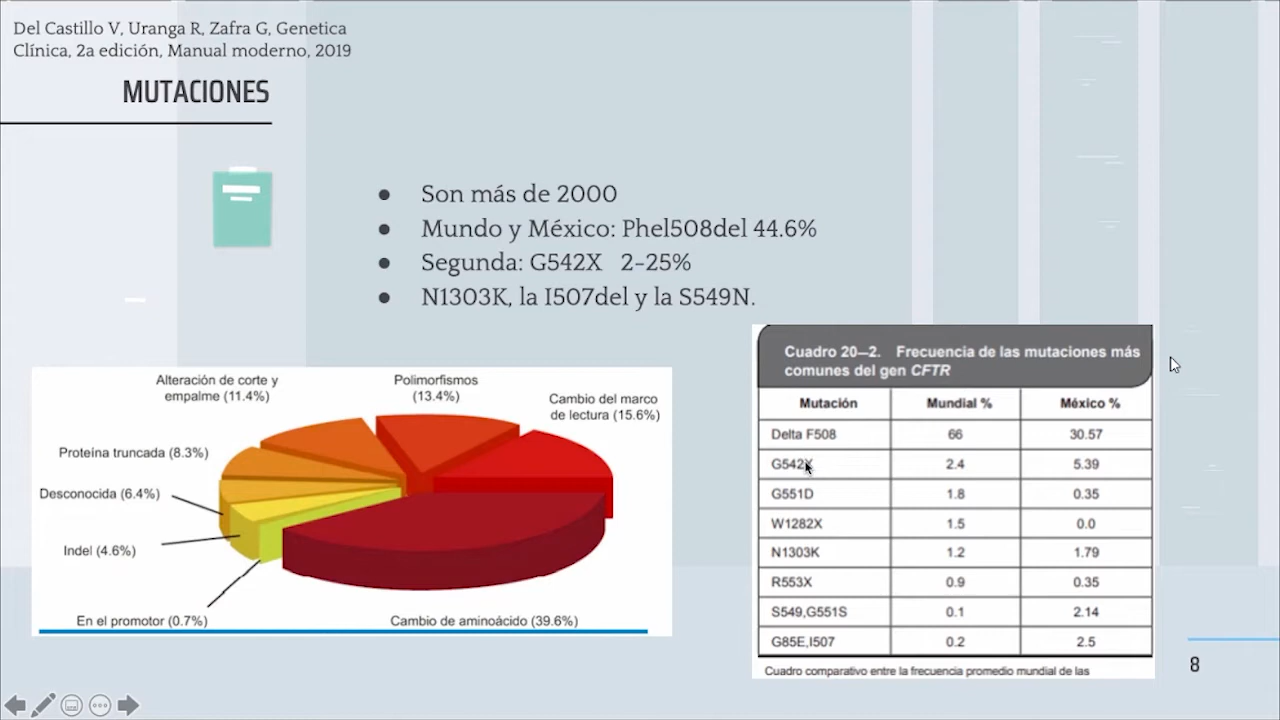 Del Castillo V, Uranga R, Zafra G, Genetica
Clínica, 2a edición, Manual moderno, 2019
MUTACIONES
● Son más de 2000
● Mundo y México: Phel508del 44.6%
● Segunda: G542X 2-25%
● N1303K, la I507del y la S549N.
Alteración de corte y
empalme (11.4%)
Polimorfismos
(13.4%)
Cambio del marco
de lectura (15.6%)
Proteína truncada (8.3%)
Desconocida (6.4%)
Indel (4.6%)
En el promotor (0.7%)
Cambio de aminoácido (39.6%)
Cuadro 20–2. Frecuencia de las mutaciones más
comunes del gen CFTR
Mutación Mundial % México %
Delta F508 66 30.57
G542X 2.4 5.39
G551D 1.8 0.35
W1282X 1.5 0.0
N1303K 1.2 1.79
R553X 0.9 0.35
S549,G551S 0.1 2.14
G85E,I507 0.2 2.5
Cuadro comparativo entre la frecuencia promedio mundial de las
8